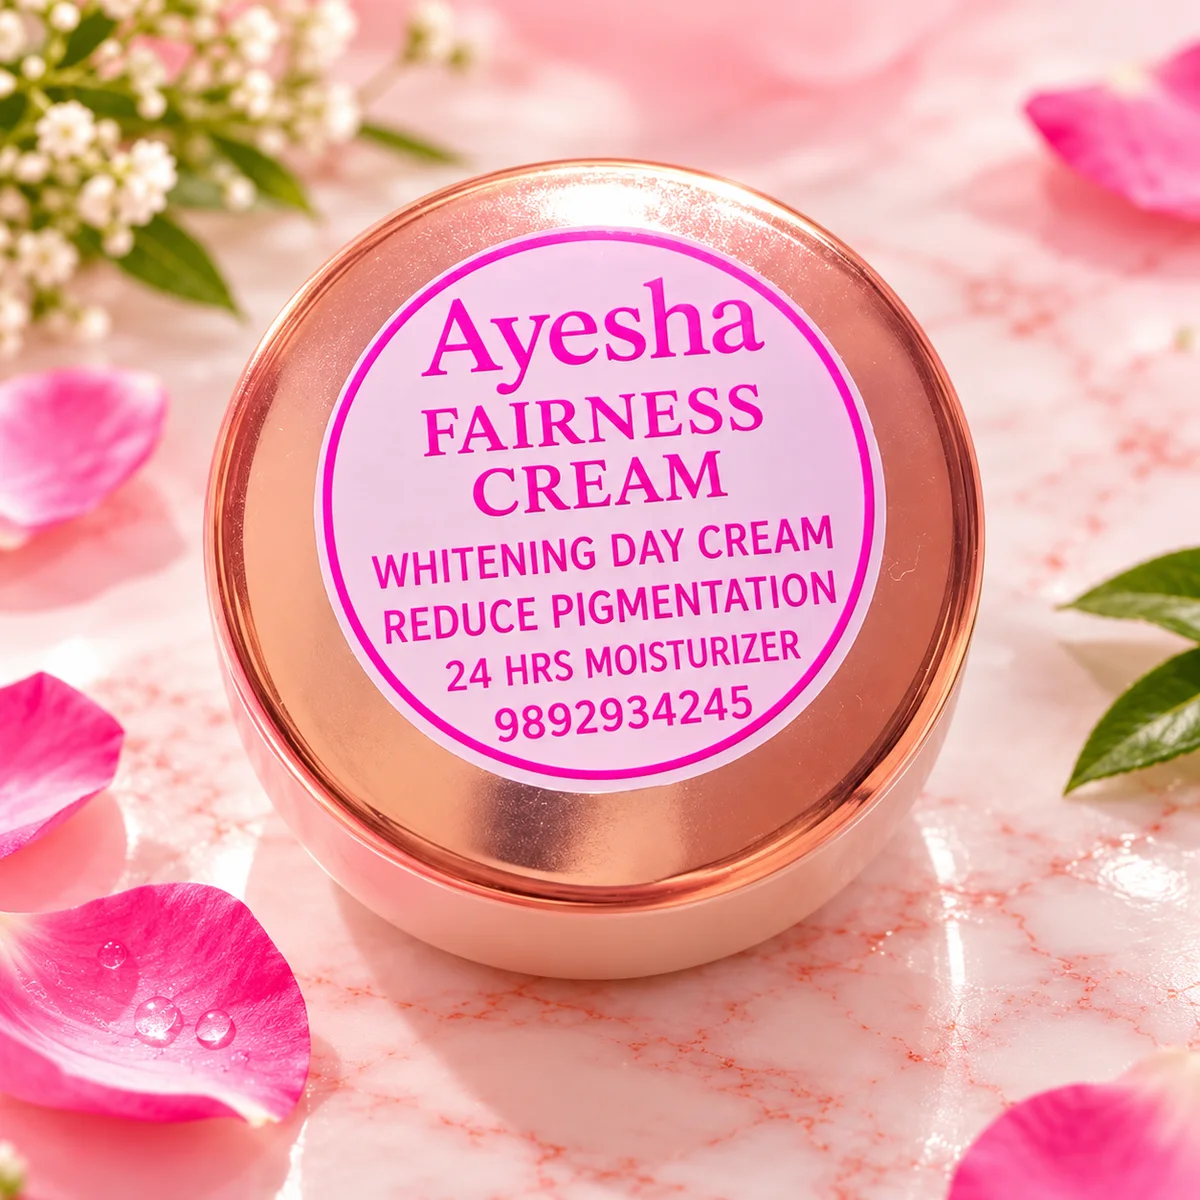 Ayesha
FAIRNESS
CREAM
WHITENING DAY CREAM
REDUCE PIGMENTATION
24 HRS MOISTURIZER
9892934245